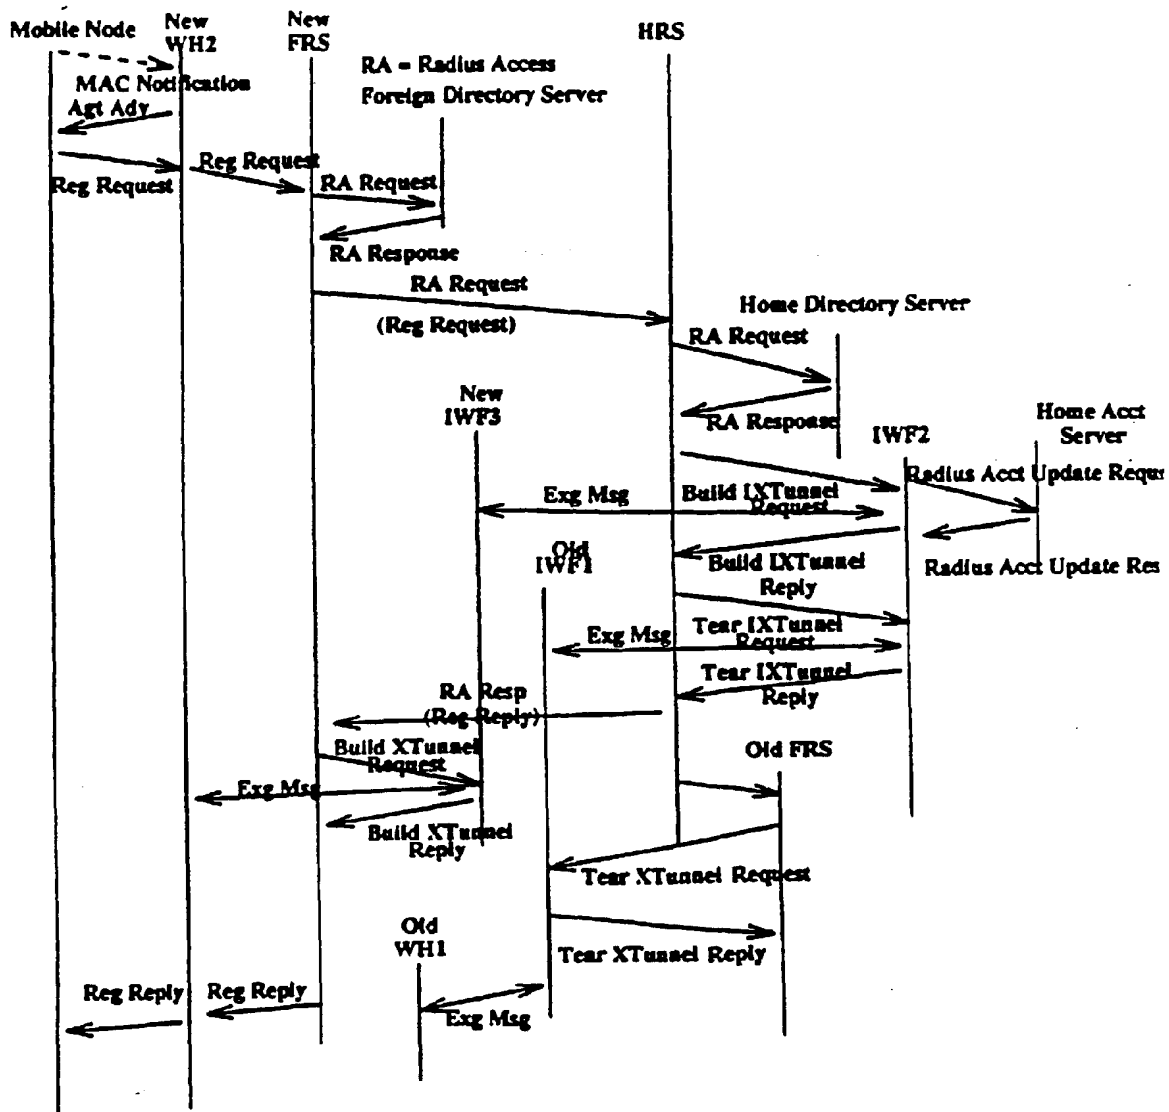 Mobile Node
New
WH2
New
FRS
HRS
RA = Radius Access
Foreign Directory Server
MAC Notification
Agt Adv
Reg Request
Reg Request
RA Request
RA Response
RA Request
(Reg Request)
Home Directory Server
RA Request
RA Response
New
IWF3
IWF2
Home Acct
Server
Radius Acct Update Reques
Exg Msg
Build IXTunnel
Request
Old
IWF1
Build IXTunnel
Reply
Radius Acct Update Res
Exg Msg
Tear IXTunnel
Request
Tear IXTunnel
Reply
RA Resp
(Reg Reply)
Build XTunnel
Request
Old FRS
Exg Msg
Build XTunnel
Reply
Tear XTunnel Request
Old
WH1
Tear XTunnel Reply
Reg Reply
Reg Reply
Exg Msg